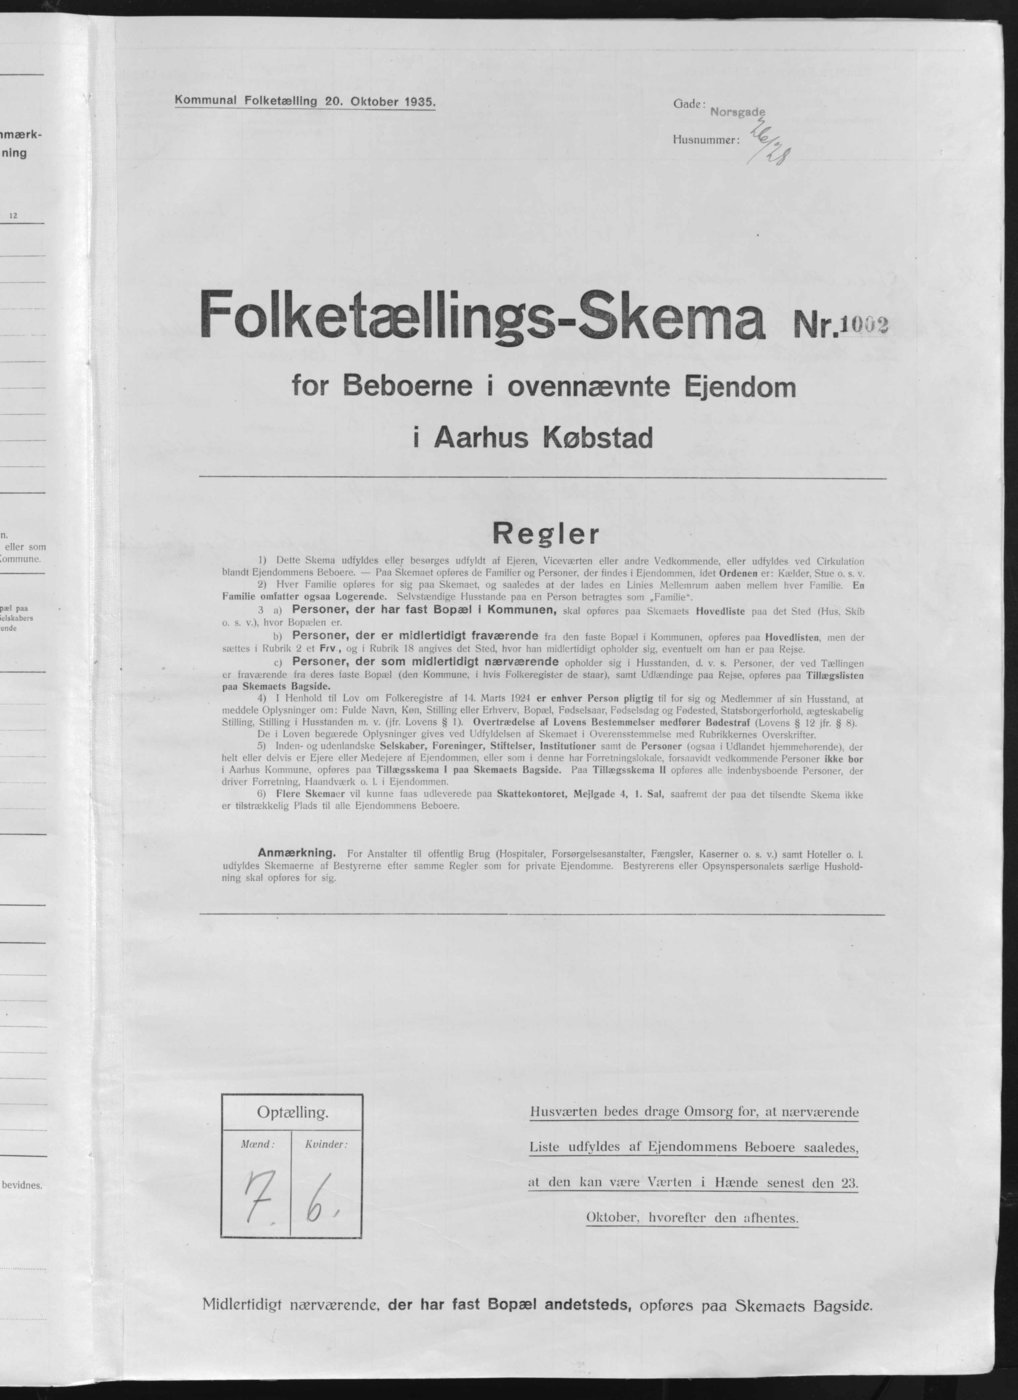 nmærk-
ning
12
n.
eller som
Kommune.
pæl paa
Selskabers
ende
bevidnes.
Kommunal Folketælling 20. Oktober 1935.
Gade: Norsgade
Husnummer: 26/28
Folketællings-Skema Nr. 1002
for Beboerne i ovennævnte Ejendom
i Aarhus Købstad
Regler
1) Dette Skema udfyldes eller besørges udfyldt af Ejeren, Viceværten eller andre Vedkommende, eller udfyldes ved Cirkulation
blandt Ejendommens Beboere. — Paa Skemaet opføres de Familier og Personer, der findes i Ejendommen, idet Ordenen er: Kælder, Stue o. s. v.
2) Hver Familie opføres for sig paa Skemaet, og saaledes at der lades en Linies Mellemrum aaben mellem hver Familie. En
Familie omfatter ogsaa Logerende. Selvstændige Husstande paa en Person betragtes som „Familie“.
3 a) Personer, der har fast Bopæl i Kommunen, skal opføres paa Skemaets Hovedliste paa det Sted (Hus, Skib
o. s. v.), hvor Bopælen er.
b) Personer, der er midlertidigt fraværende fra den faste Bopæl i Kommunen, opføres paa Hovedlisten, men der
sættes i Rubrik 2 et Frv., og i Rubrik 18 angives det Sted, hvor han midlertidigt opholder sig, eventuelt om han er paa Rejse.
c) Personer, der som midlertidigt nærværende opholder sig i Husstanden, d. v. s. Personer, der ved Tællingen
er fraværende fra deres faste Bopæl (den Kommune, i hvis Folkeregister de staar), samt Udlændinge paa Rejse, opføres paa Tillægslisten
paa Skemaets Bagside.
4) I Henhold til Lov om Folkeregistre af 14. Marts 1924 er enhver Person pligtig til for sig og Medlemmer af sin Husstand, at
meddele Oplysninger om: Fulde Navn, Køn, Stilling eller Erhverv, Bopæl, Fødselsaar, Fødselsdag og Fødested, Statsborgerforhold, ægteskabelig
Stilling, Stilling i Husstanden m. v. (jfr. Lovens § 1). Overtrædelse af Lovens Bestemmelser medfører Bødestraf (Lovens § 12 jfr. § 8).
De i Loven begærede Oplysninger gives ved Udfyldelsen af Skemaet i Overensstemmelse med Rubrikkernes Overskrifter.
5) Inden- og udenlandske Selskaber, Foreninger, Stiftelser, Institutioner samt de Personer (ogsaa i Udlandet hjemmehørende), der
helt eller delvis er Ejere eller Medejere af Ejendommen, eller som i denne har Forretningslokale, forsaavidt vedkommende Personer ikke bor
i Aarhus Kommune, opføres paa Tillægsskema I paa Skemaets Bagside. Paa Tillægsskema II opføres alle indenbysboende Personer, der
driver Forretning, Haandværk o. l. i Ejendommen.
6) Flere Skemaer vil kunne faas udleverede paa Skattekontoret, Mejlgade 4, 1. Sal, saafremt der paa det tilsendte Skema ikke
er tilstrækkelig Plads til alle Ejendommens Beboere.
Anmærkning. For Anstalter til offentlig Brug (Hospitaler, Forsørgelsesanstalter, Fængsler, Kaserner o. s. v.) samt Hoteller o. l.
udfyldes Skemaerne af Bestyrerne efter samme Regler som for private Ejendomme. Bestyrerens eller Opsynspersonalets særlige Hushold-
ning skal opføres for sig.
Optælling.
Mænd: Kvinder:
7. 6.
Husværten bedes drage Omsorg for, at nærværende
Liste udfyldes af Ejendommens Beboere saaledes,
at den kan være Værten i Hænde senest den 23.
Oktober, hvorefter den afhentes.
Midlertidigt nærværende, der har fast Bopæl andetsteds, opføres paa Skemaets Bagside.